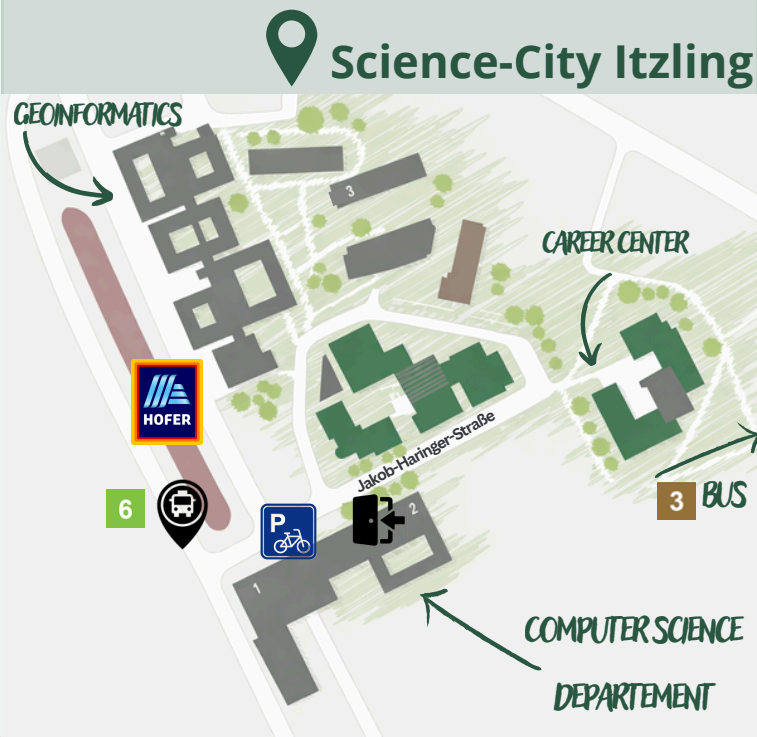 Science-City Itzling
GEOINFORMATICS
3
CAREER CENTER
HOFER
Jakob-Haringer-Straße
6
P
2
3 BUS
1
COMPUTER SCIENCE
DEPARTEMENT